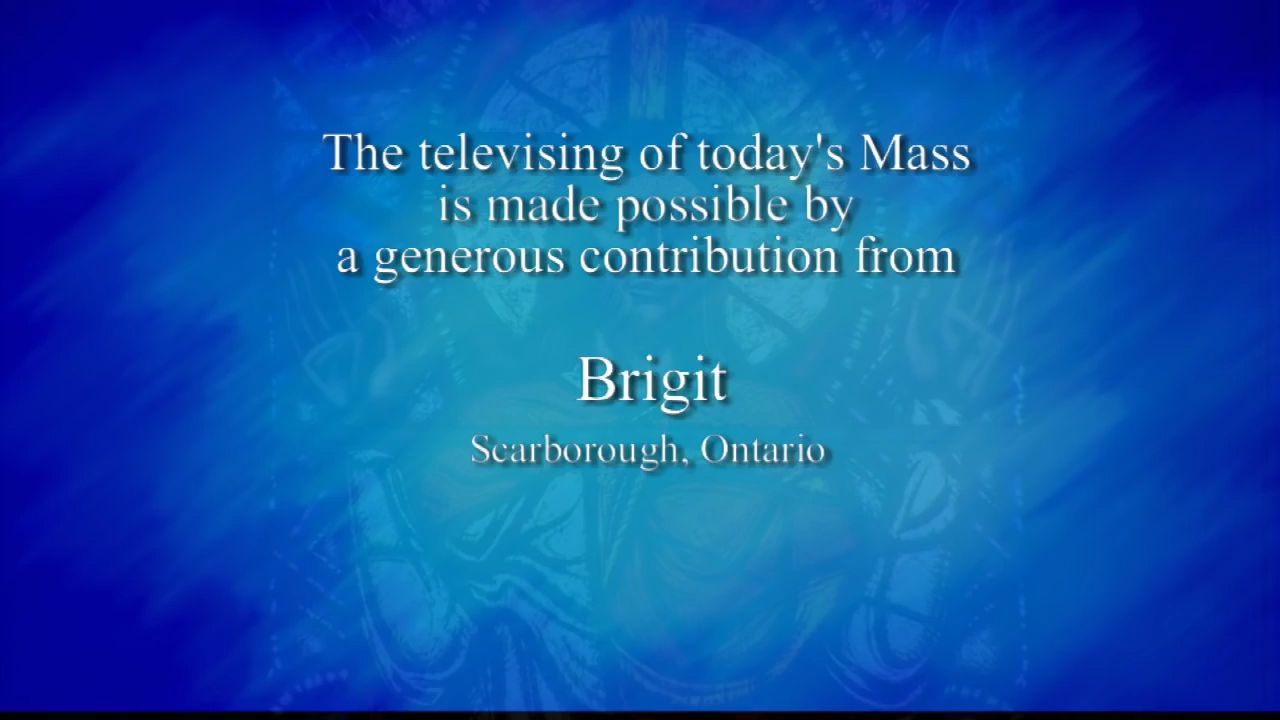 The televising of today's Mass
is made possible by
a generous contribution from
Brigit
Scarborough, Ontario